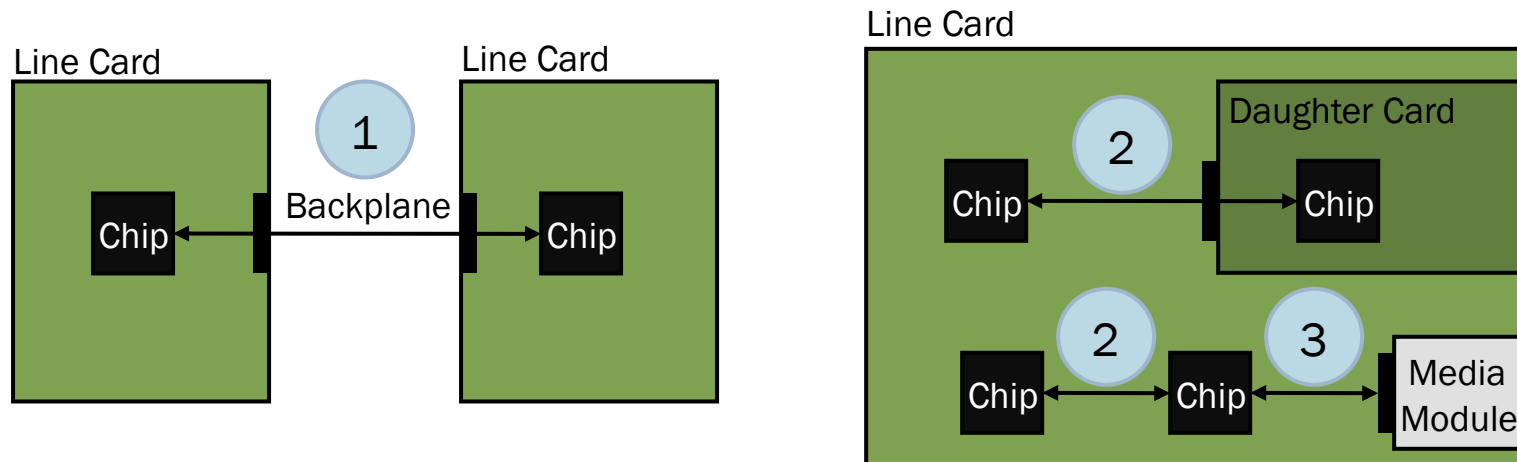 Line Card
Line Card
1
Backplane
Chip
Chip
Line Card
Daughter Card
2
Chip
Chip
2
3
Chip
Chip
Media
Module